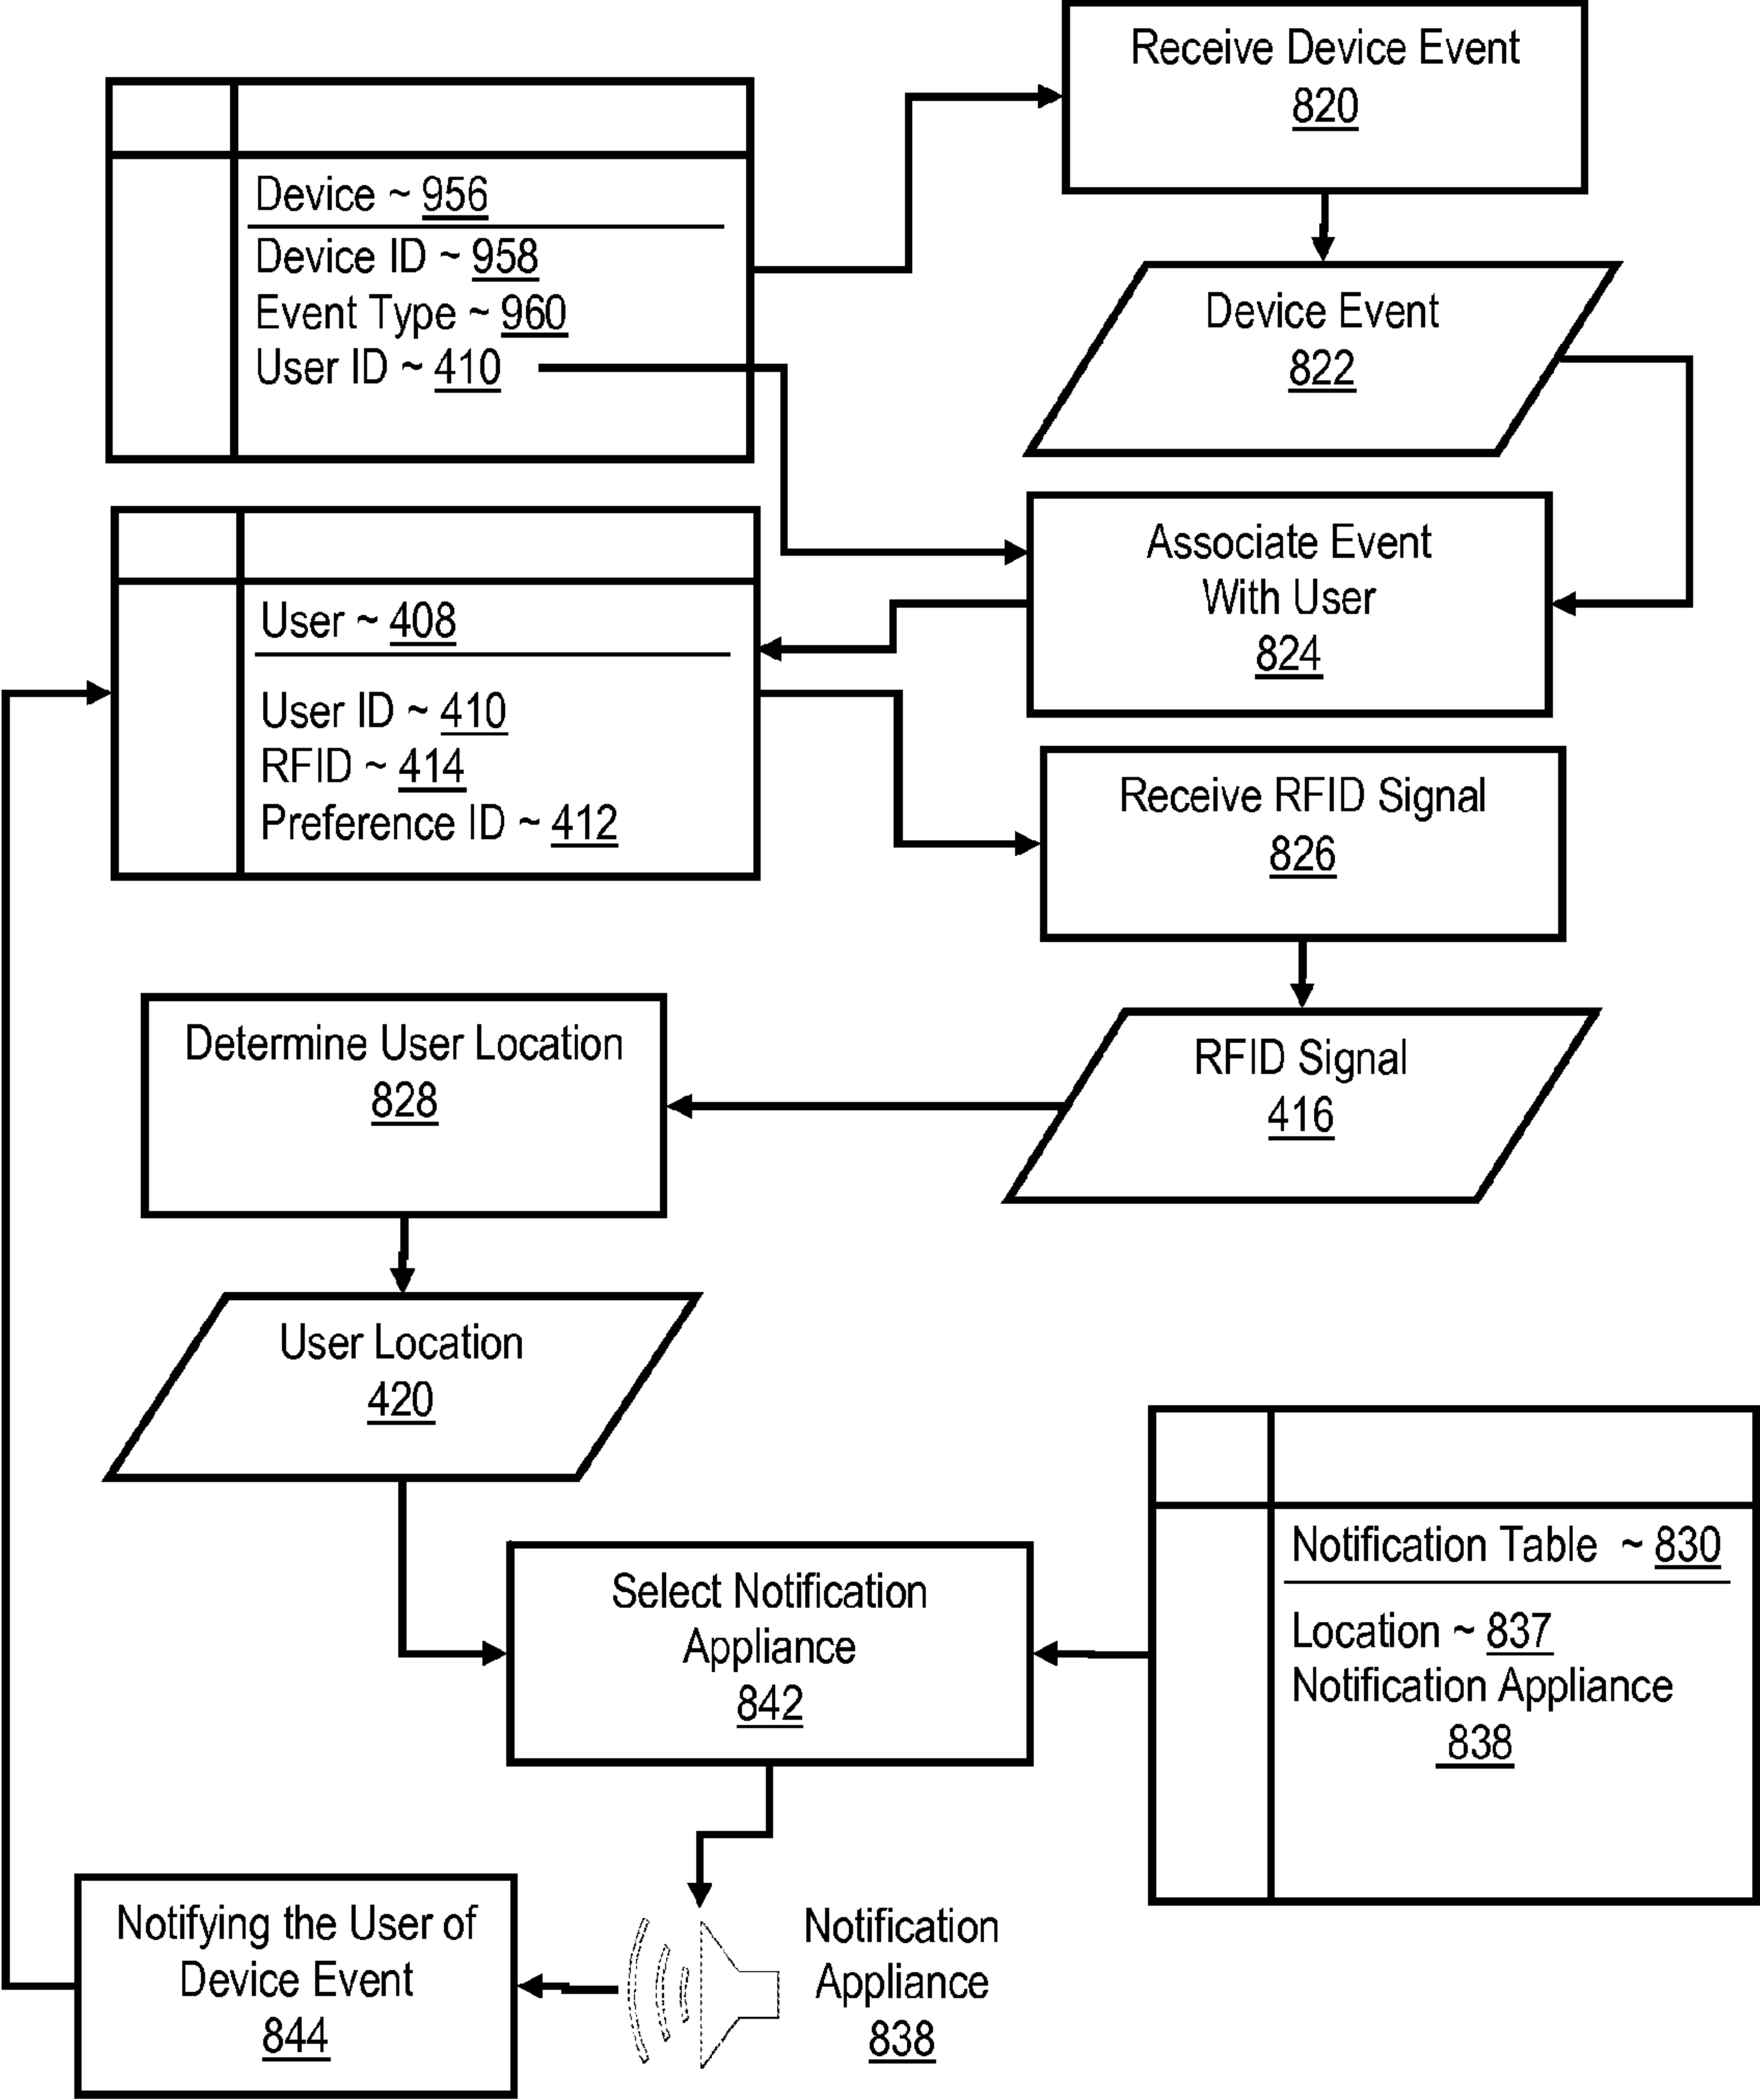 Receive Device Event
820
Device ~ 956
Device ID ~ 958
Event Type ~ 960
User ID ~ 410
Device Event
822
Associate Event
With User
824
User ~ 408
User ID ~ 410
RFID ~ 414
Preference ID ~ 412
Receive RFID Signal
826
Determine User Location
828
RFID Signal
416
User Location
420
Notification Table ~ 830
Location ~ 837
Notification Appliance
838
Select Notification
Appliance
842
Notifying the User of
Device Event
844
Notification
Appliance
838